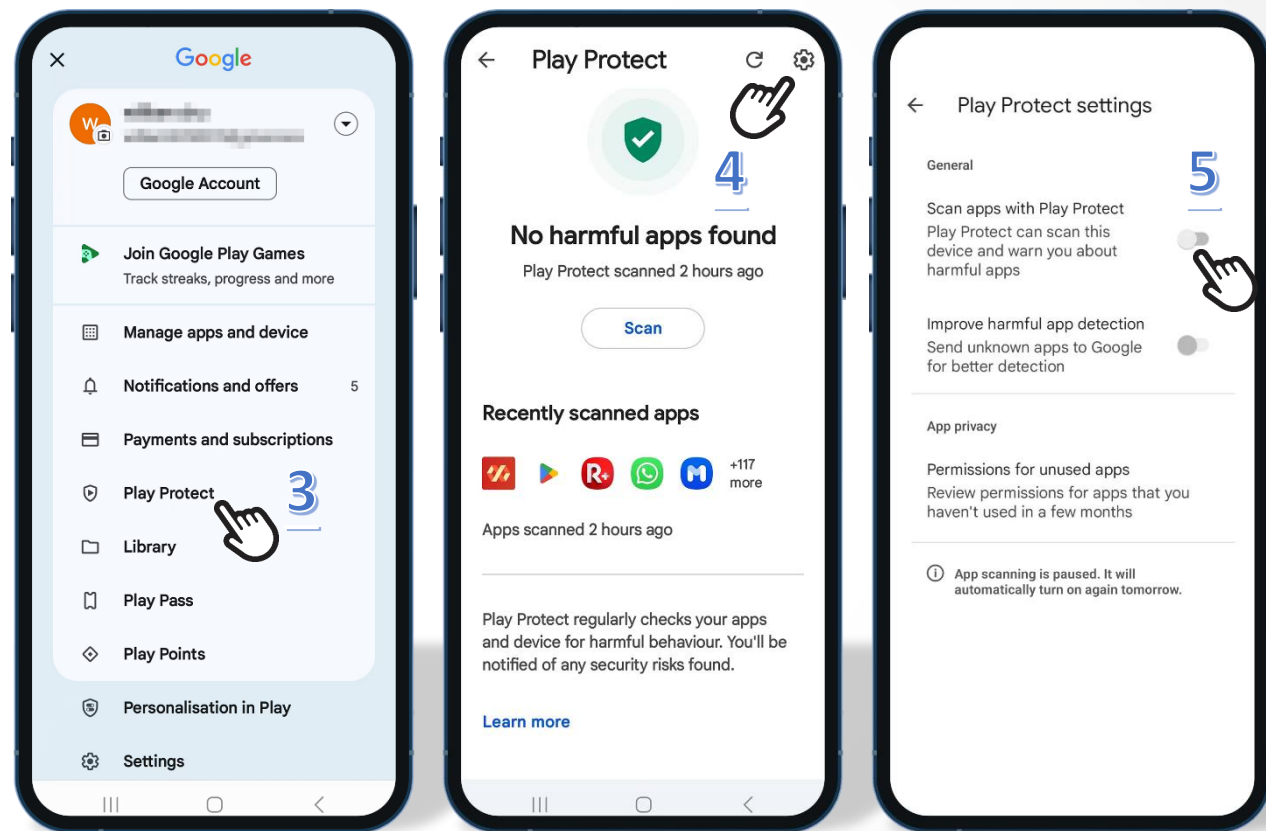 Google
W
Google Account
Join Google Play Games
Track streaks, progress and more
Manage apps and device
Notifications and offers 5
Payments and subscriptions
Play Protect
3
Library
Play Pass
Play Points
Personalisation in Play
Settings
Play Protect
4
No harmful apps found
Play Protect scanned 2 hours ago
Scan
Recently scanned apps
R+
+117
more
Apps scanned 2 hours ago
Play Protect regularly checks your apps
and device for harmful behaviour. You'll be
notified of any security risks found.
Learn more
Play Protect settings
General
5
Scan apps with Play Protect
Play Protect can scan this
device and warn you about
harmful apps
Improve harmful app detection
Send unknown apps to Google
for better detection
App privacy
Permissions for unused apps
Review permissions for apps that you
haven't used in a few months
App scanning is paused. It will
automatically turn on again tomorrow.